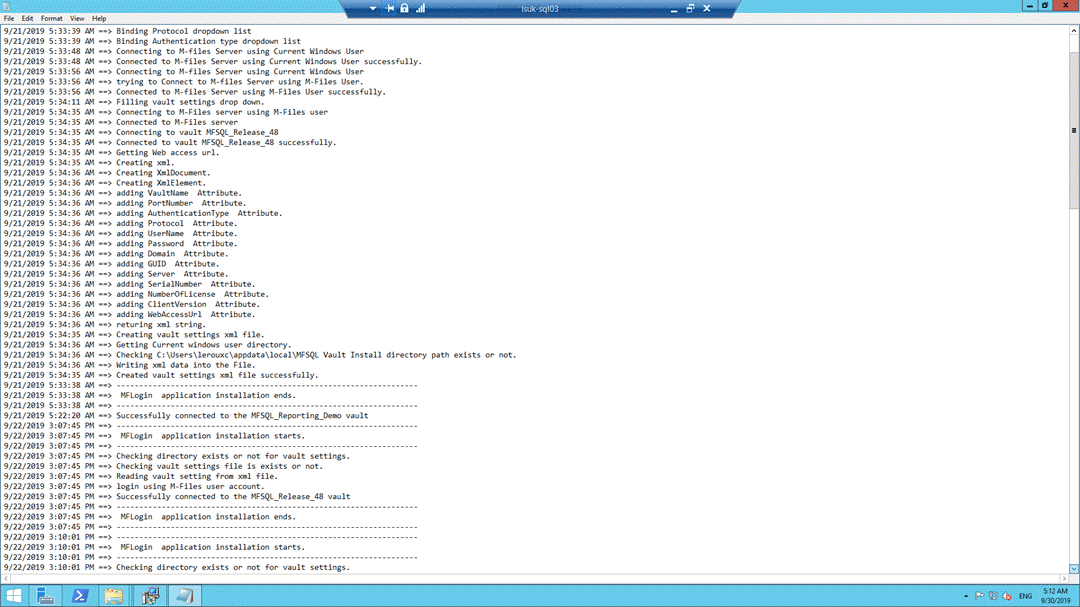 lsuk-sql03
File Edit Format View Help
9/21/2019 5:33:39 AM ==> Binding Protocol dropdown list
9/21/2019 5:33:39 AM ==> Binding Authentication type dropdown list
9/21/2019 5:33:48 AM ==> Connecting to M-files Server using Current Windows User
9/21/2019 5:33:48 AM ==> Connected to M-files Server using Current Windows User successfully.
9/21/2019 5:33:56 AM ==> Connecting to M-files Server using Current Windows User
9/21/2019 5:33:56 AM ==> trying to Connect to M-files Server using M-Files User.
9/21/2019 5:33:56 AM ==> Connected to M-Files Server using M-Files User successfully.
9/21/2019 5:34:11 AM ==> Filling vault settings drop down.
9/21/2019 5:34:35 AM ==> Connecting to M-Files server using M-Files user
9/21/2019 5:34:35 AM ==> Connected to M-Files server
9/21/2019 5:34:35 AM ==> Connecting to vault MFSQL_Release_48
9/21/2019 5:34:35 AM ==> Connected to vault MFSQL_Release_48 successfully.
9/21/2019 5:34:35 AM ==> Getting Web access url.
9/21/2019 5:34:35 AM ==> Creating xml.
9/21/2019 5:34:36 AM ==> Creating XmlDocument.
9/21/2019 5:34:36 AM ==> Creating XmlElement.
9/21/2019 5:34:36 AM ==> adding VaultName  Attribute.
9/21/2019 5:34:36 AM ==> adding PortNumber  Attribute.
9/21/2019 5:34:36 AM ==> adding AuthenticationType  Attribute.
9/21/2019 5:34:36 AM ==> adding Protocol  Attribute.
9/21/2019 5:34:36 AM ==> adding UserName  Attribute.
9/21/2019 5:34:36 AM ==> adding Password  Attribute.
9/21/2019 5:34:36 AM ==> adding Domain  Attribute.
9/21/2019 5:34:36 AM ==> adding GUID  Attribute.
9/21/2019 5:34:36 AM ==> adding Server  Attribute.
9/21/2019 5:34:36 AM ==> adding SerialNumber  Attribute.
9/21/2019 5:34:36 AM ==> adding NumberOfLicense  Attribute.
9/21/2019 5:34:36 AM ==> adding ClientVersion  Attribute.
9/21/2019 5:34:36 AM ==> adding WebAccessUrl  Attribute.
9/21/2019 5:34:36 AM ==> returing xml string.
9/21/2019 5:34:35 AM ==> Creating vault settings xml file.
9/21/2019 5:34:36 AM ==> Getting Current windows user directory.
9/21/2019 5:34:36 AM ==> Checking C:\Users\lerouxc\appdata\local\MFSQL Vault Install directory path exists or not.
9/21/2019 5:34:36 AM ==> Writing xml data into the File.
9/21/2019 5:34:35 AM ==> Created vault settings xml file successfully.
9/21/2019 5:33:38 AM ==> -------------------------------------------------------------------
9/21/2019 5:33:38 AM ==>  MFLogin  application installation ends.
9/21/2019 5:33:38 AM ==> -------------------------------------------------------------------
9/21/2019 5:22:20 AM ==> Successfully connected to the MFSQL_Reporting_Demo vault
9/22/2019 3:07:45 PM ==> -------------------------------------------------------------------
9/22/2019 3:07:45 PM ==>  MFLogin  application installation starts.
9/22/2019 3:07:45 PM ==> -------------------------------------------------------------------
9/22/2019 3:07:45 PM ==> Checking directory exists or not for vault settings.
9/22/2019 3:07:45 PM ==> Checking vault settings file is exists or not.
9/22/2019 3:07:45 PM ==> Reading vault setting from xml file.
9/22/2019 3:07:45 PM ==> login using M-Files user account.
9/22/2019 3:07:45 PM ==> Successfully connected to the MFSQL_Release_48 vault
9/22/2019 3:07:45 PM ==> -------------------------------------------------------------------
9/22/2019 3:07:45 PM ==>  MFLogin  application installation ends.
9/22/2019 3:07:45 PM ==> -------------------------------------------------------------------
9/22/2019 3:10:01 PM ==> -------------------------------------------------------------------
9/22/2019 3:10:01 PM ==>  MFLogin  application installation starts.
9/22/2019 3:10:01 PM ==> -------------------------------------------------------------------
9/22/2019 3:10:01 PM ==> Checking directory exists or not for vault settings.
ENG
5:12 AM
9/30/2019